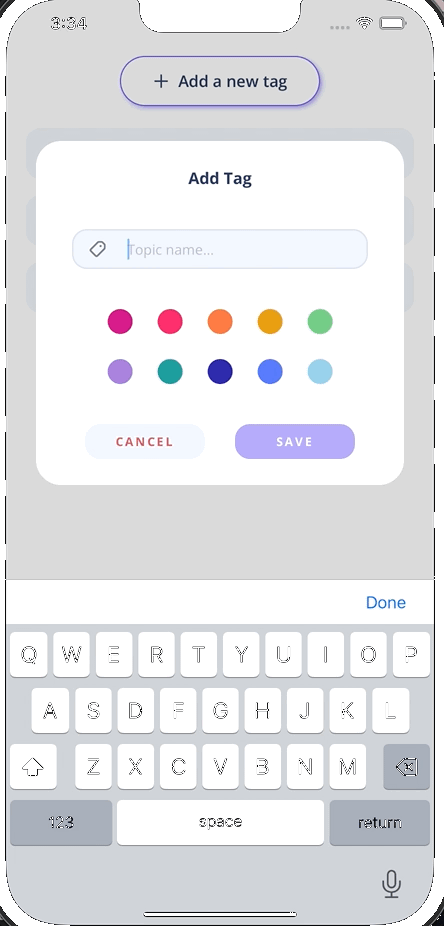 3:34
+ Add a new tag
Add Tag
Topic name...
CANCEL SAVE
Done
Q W E R T Y U I O P
A S D F G H J K L
Z X C V B N M
123 space return